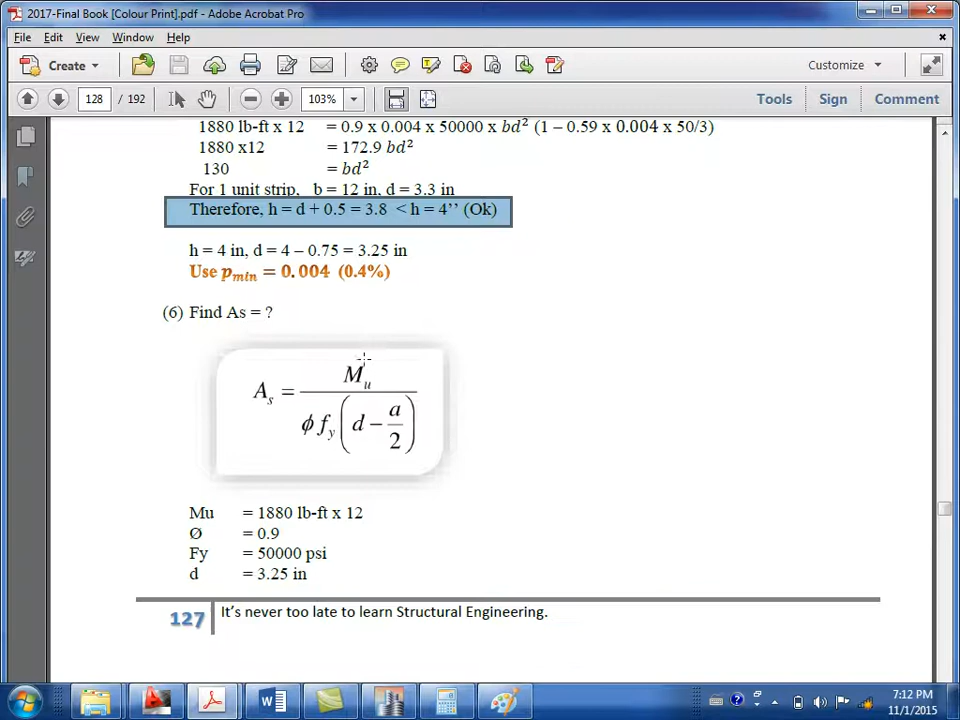 2017-Final Book [Colour Print].pdf - Adobe Acrobat Pro
File Edit View Window Help
Create
Customize
128 / 192
103%
Tools Sign Comment
1880 lb-ft x 12 = 0.9 x 0.004 x 50000 x bd² (1 – 0.59 x 0.004 x 50/3)
1880 x12 = 172.9 bd²
130 = bd²
For 1 unit strip, b = 12 in, d = 3.3 in
Therefore, h = d + 0.5 = 3.8 < h = 4’’ (Ok)
h = 4 in, d = 4 – 0.75 = 3.25 in
Use pmin = 0.004 (0.4%)
(6) Find As = ?
As = Mu / ϕ fy (d − a/2)
Mu = 1880 lb-ft x 12
Ø = 0.9
Fy = 50000 psi
d = 3.25 in
127 It’s never too late to learn Structural Engineering.
7:12 PM
11/1/2015